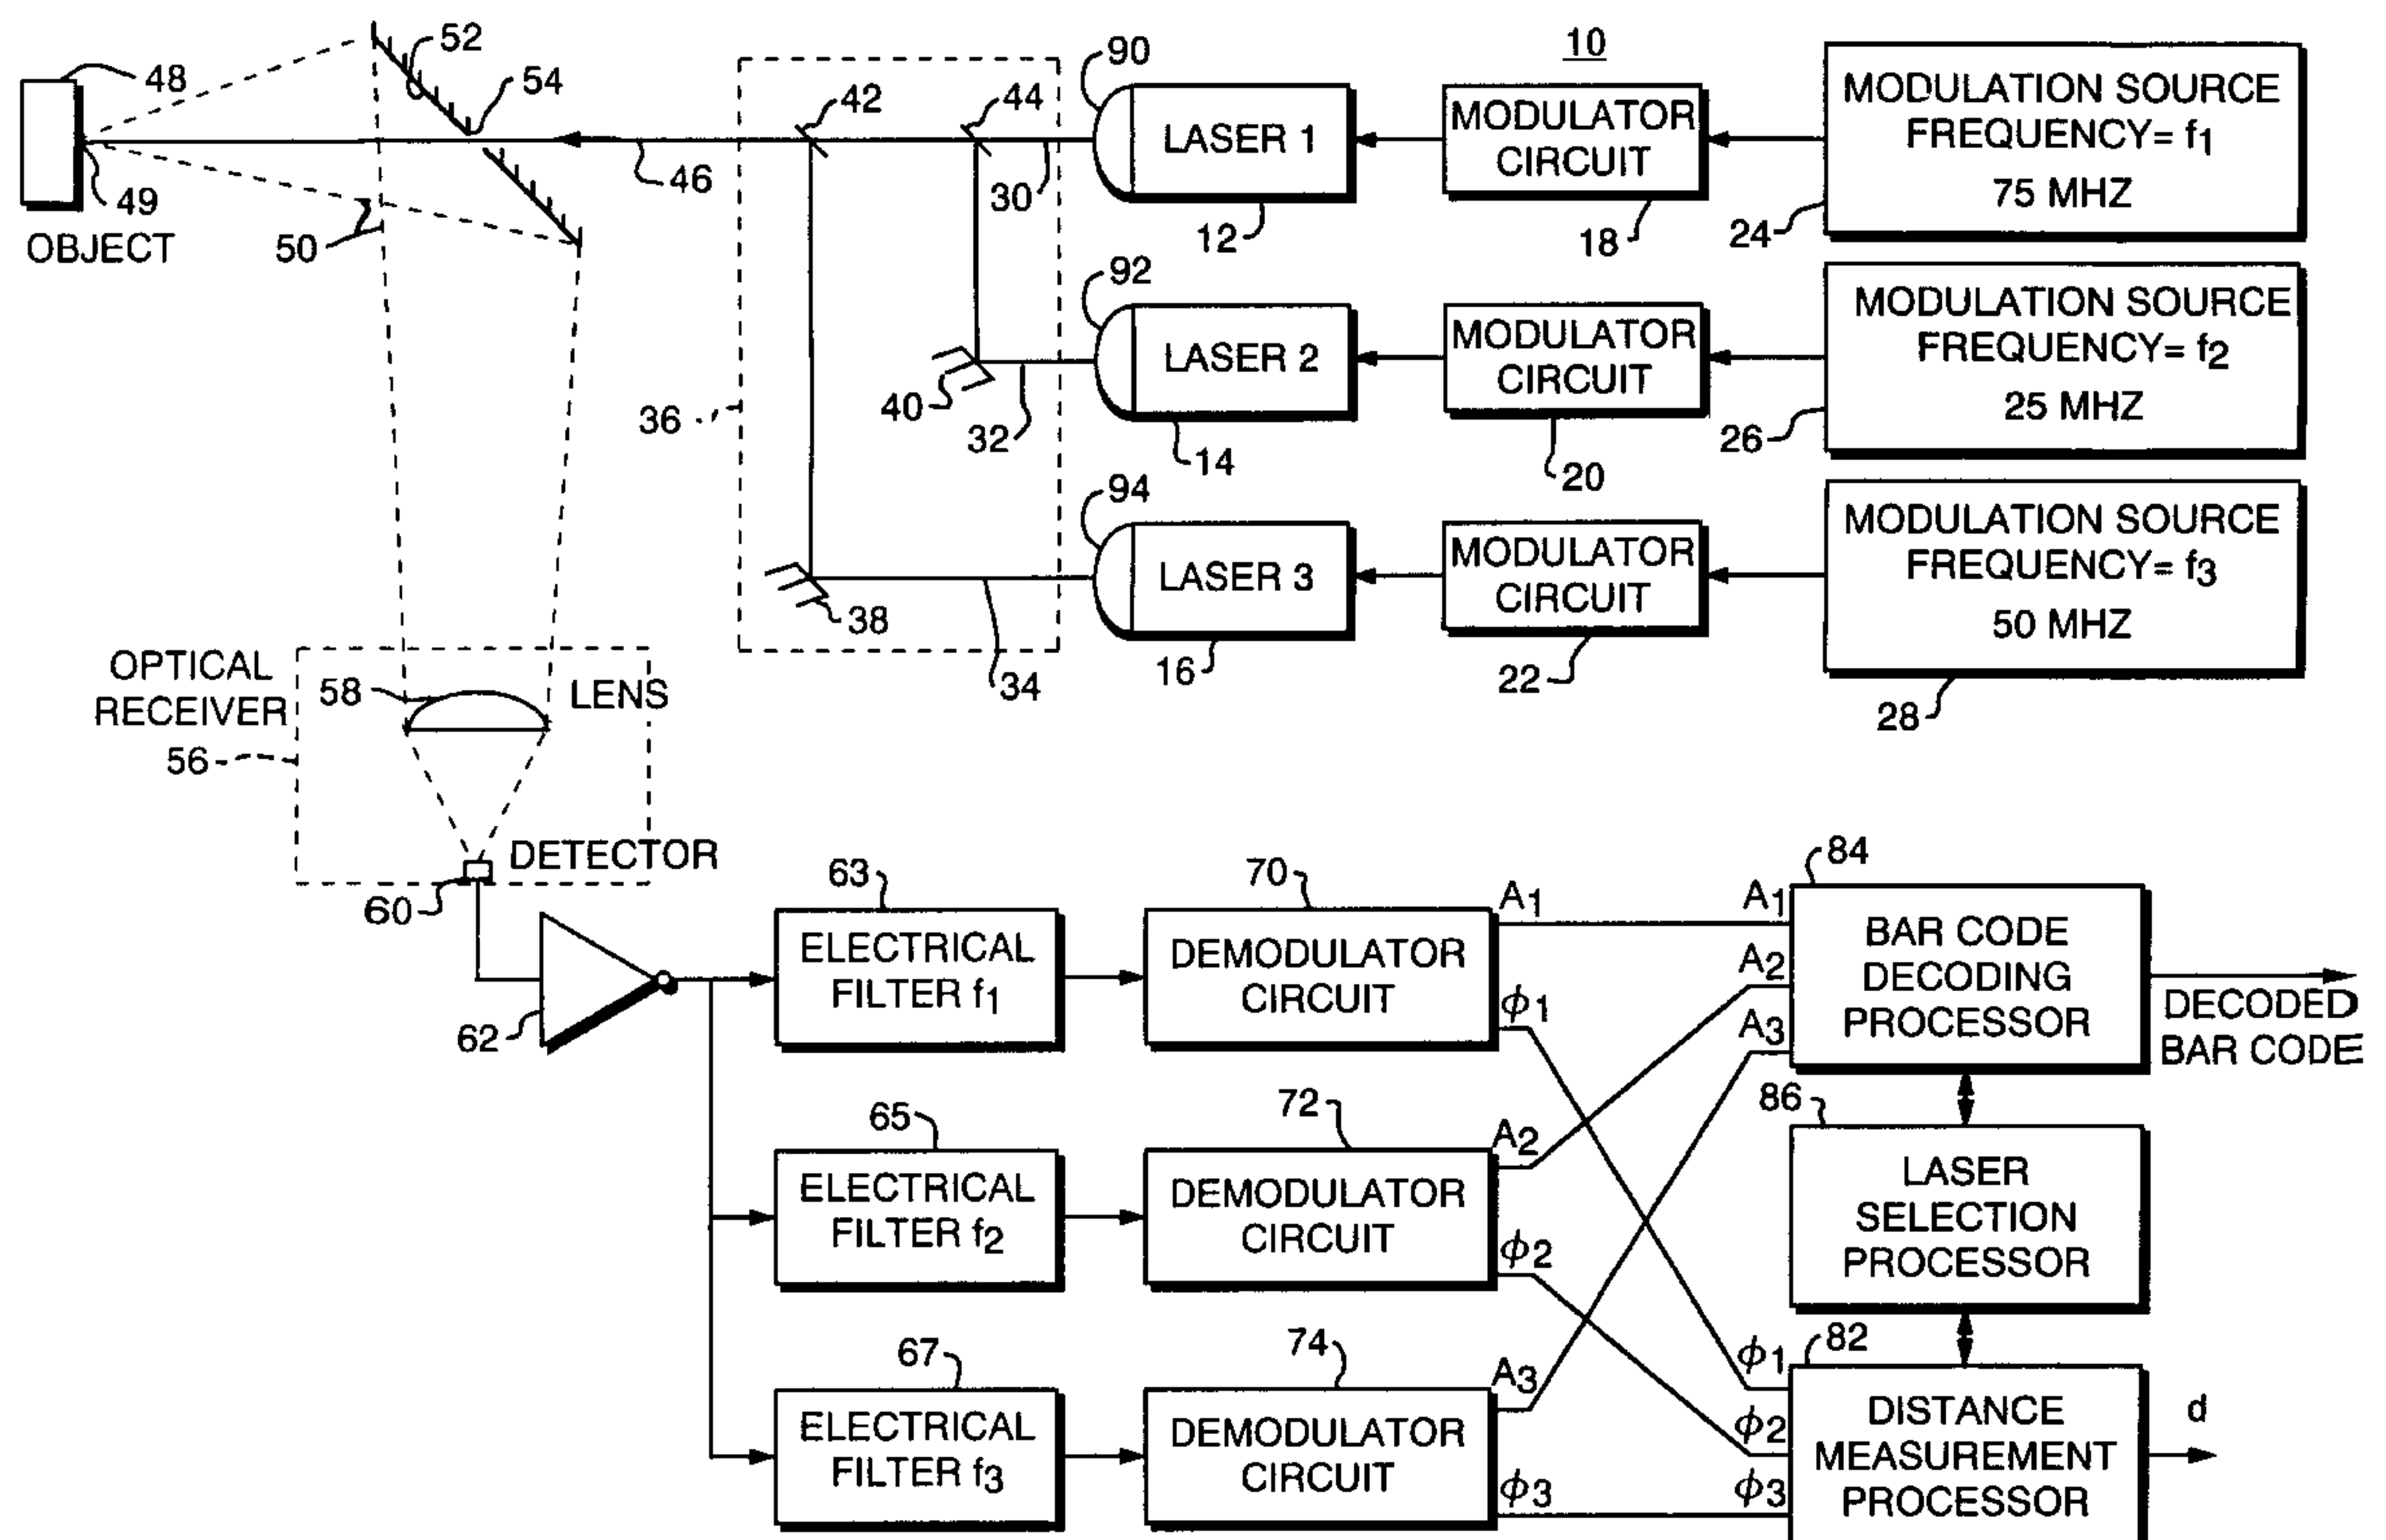 10
48
49
OBJECT
50
52
54
46
42
44
30
36
40
32
38
34
90
LASER 1
12
MODULATOR
CIRCUIT
18
MODULATION SOURCE
FREQUENCY= f1
75 MHZ
24
92
LASER 2
14
MODULATOR
CIRCUIT
20
MODULATION SOURCE
FREQUENCY= f2
25 MHZ
26
94
LASER 3
16
MODULATOR
CIRCUIT
22
MODULATION SOURCE
FREQUENCY= f3
50 MHZ
28
OPTICAL
RECEIVER
56
58
LENS
DETECTOR
60
62
63
ELECTRICAL
FILTER f1
70
DEMODULATOR
CIRCUIT
A1
ϕ1
65
ELECTRICAL
FILTER f2
72
DEMODULATOR
CIRCUIT
A2
ϕ2
67
ELECTRICAL
FILTER f3
74
DEMODULATOR
CIRCUIT
A3
ϕ3
84
A1
A2
A3
BAR CODE
DECODING
PROCESSOR
DECODED
BAR CODE
86
LASER
SELECTION
PROCESSOR
82
ϕ1
ϕ2
ϕ3
DISTANCE
MEASUREMENT
PROCESSOR
d